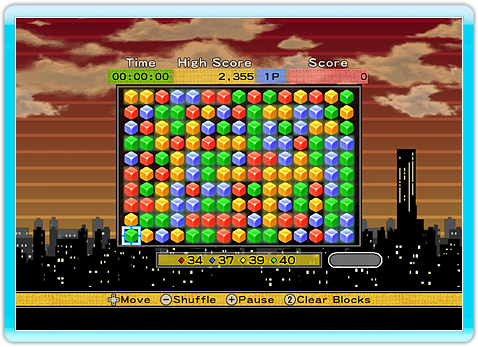 Time High Score Score
00:00:00 2,355 1P 0
34 37 39 40
Move Shuffle Pause 2 Clear Blocks